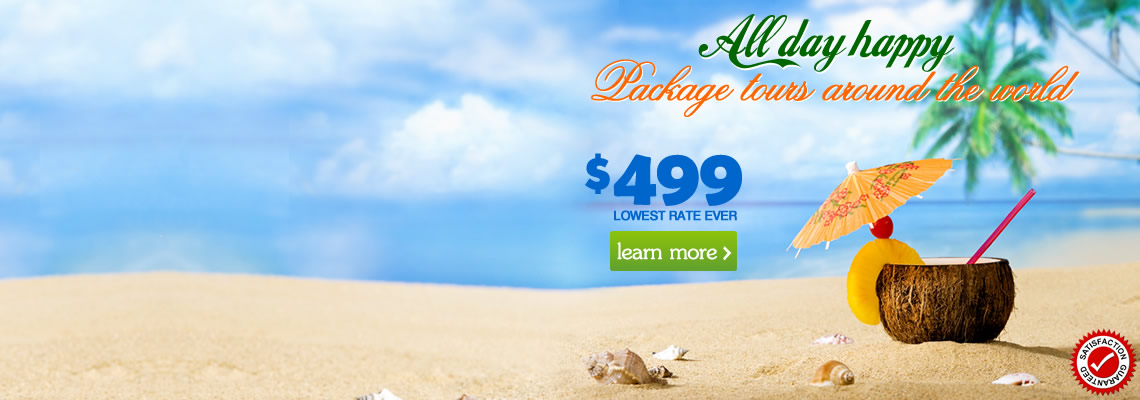 All day happy
Package tours around the world
$499
LOWEST RATE EVER
learn more >
SATISFACTION
GUARANTEED